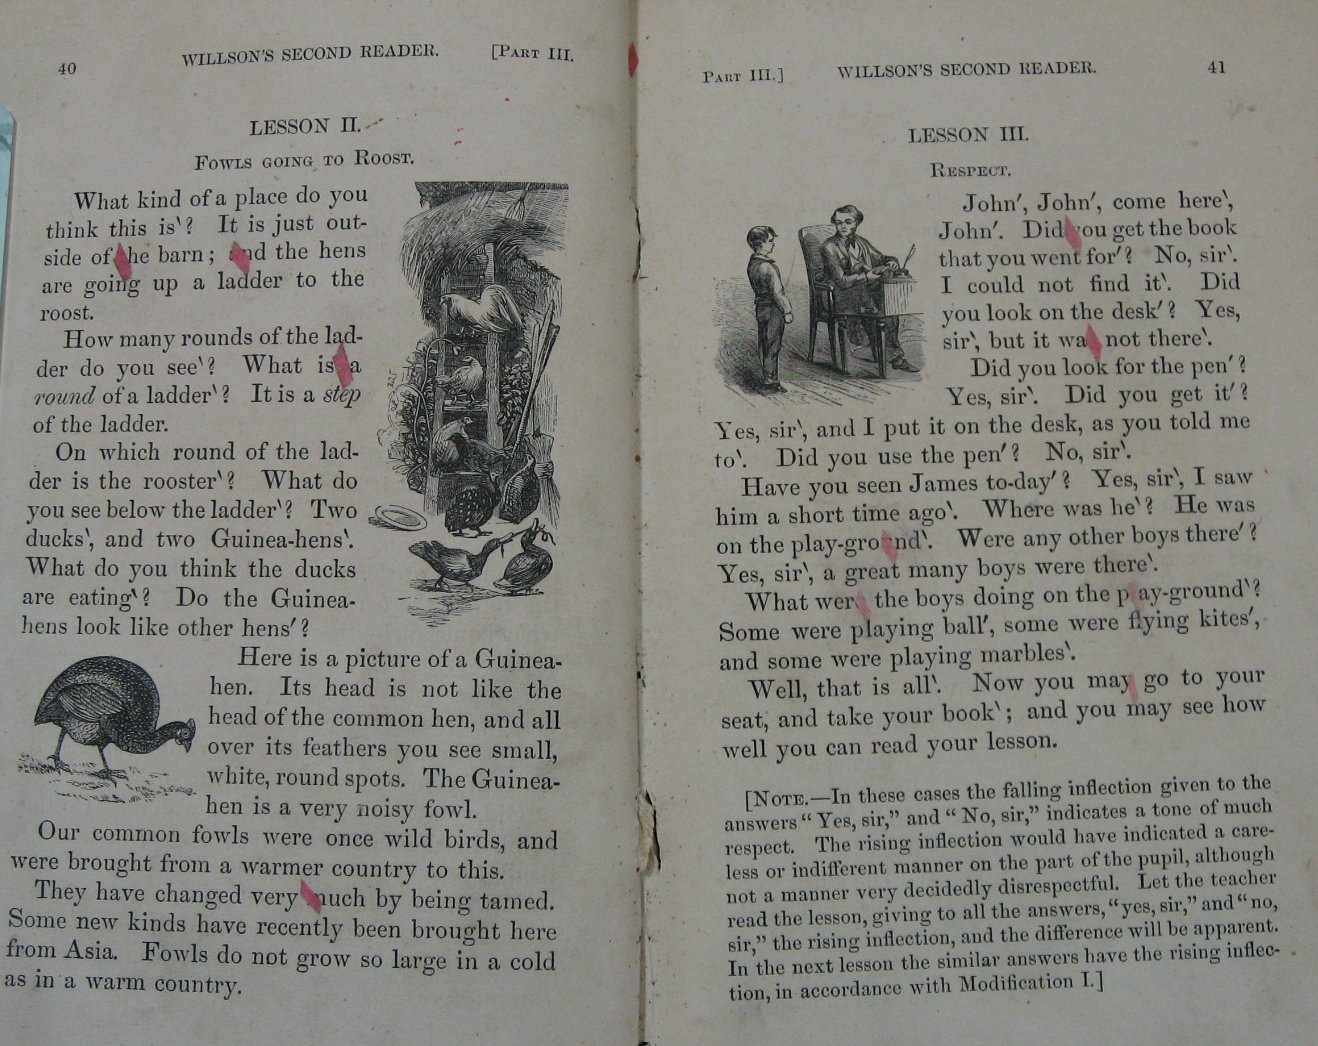 40 WILLSON'S SECOND READER. [PART III.
LESSON II.
FOWLS GOING TO ROOST.
What kind of a place do you
think this is‵? It is just out-
side of the barn; and the hens
are going up a ladder to the
roost.
How many rounds of the lad-
der do you see‵? What is a
round of a ladder‵? It is a step
of the ladder.
On which round of the lad-
der is the rooster‵? What do
you see below the ladder‵? Two
ducks‵, and two Guinea-hens‵.
What do you think the ducks
are eating‵? Do the Guinea-
hens look like other hens′?
Here is a picture of a Guinea-
hen. Its head is not like the
head of the common hen, and all
over its feathers you see small,
white, round spots. The Guinea-
hen is a very noisy fowl.
Our common fowls were once wild birds, and
were brought from a warmer country to this.
They have changed very much by being tamed.
Some new kinds have recently been brought here
from Asia. Fowls do not grow so large in a cold
as in a warm country.
PART III.] WILLSON'S SECOND READER. 41
LESSON III.
RESPECT.
John′, John′, come here‵,
John′. Did you get the book
that you went for′? No, sir‵.
I could not find it‵. Did
you look on the desk′? Yes,
sir‵, but it was not there‵.
Did you look for the pen′?
Yes, sir‵. Did you get it′?
Yes, sir‵, and I put it on the desk, as you told me
to‵. Did you use the pen′? No, sir‵.
Have you seen James to-day′? Yes, sir‵, I saw
him a short time ago‵. Where was he‵? He was
on the play-ground‵. Were any other boys there′?
Yes, sir‵, a great many boys were there‵.
What were the boys doing on the play-ground‵?
Some were playing ball′, some were flying kites′,
and some were playing marbles‵.
Well, that is all‵. Now you may go to your
seat, and take your book‵; and you may see how
well you can read your lesson.
[NOTE.—In these cases the falling inflection given to the
answers "Yes, sir," and "No, sir," indicates a tone of much
respect. The rising inflection would have indicated a care-
less or indifferent manner on the part of the pupil, although
not a manner very decidedly disrespectful. Let the teacher
read the lesson, giving to all the answers, "yes, sir," and "no,
sir," the rising inflection, and the difference will be apparent.
In the next lesson the similar answers have the rising inflec-
tion, in accordance with Modification I.]